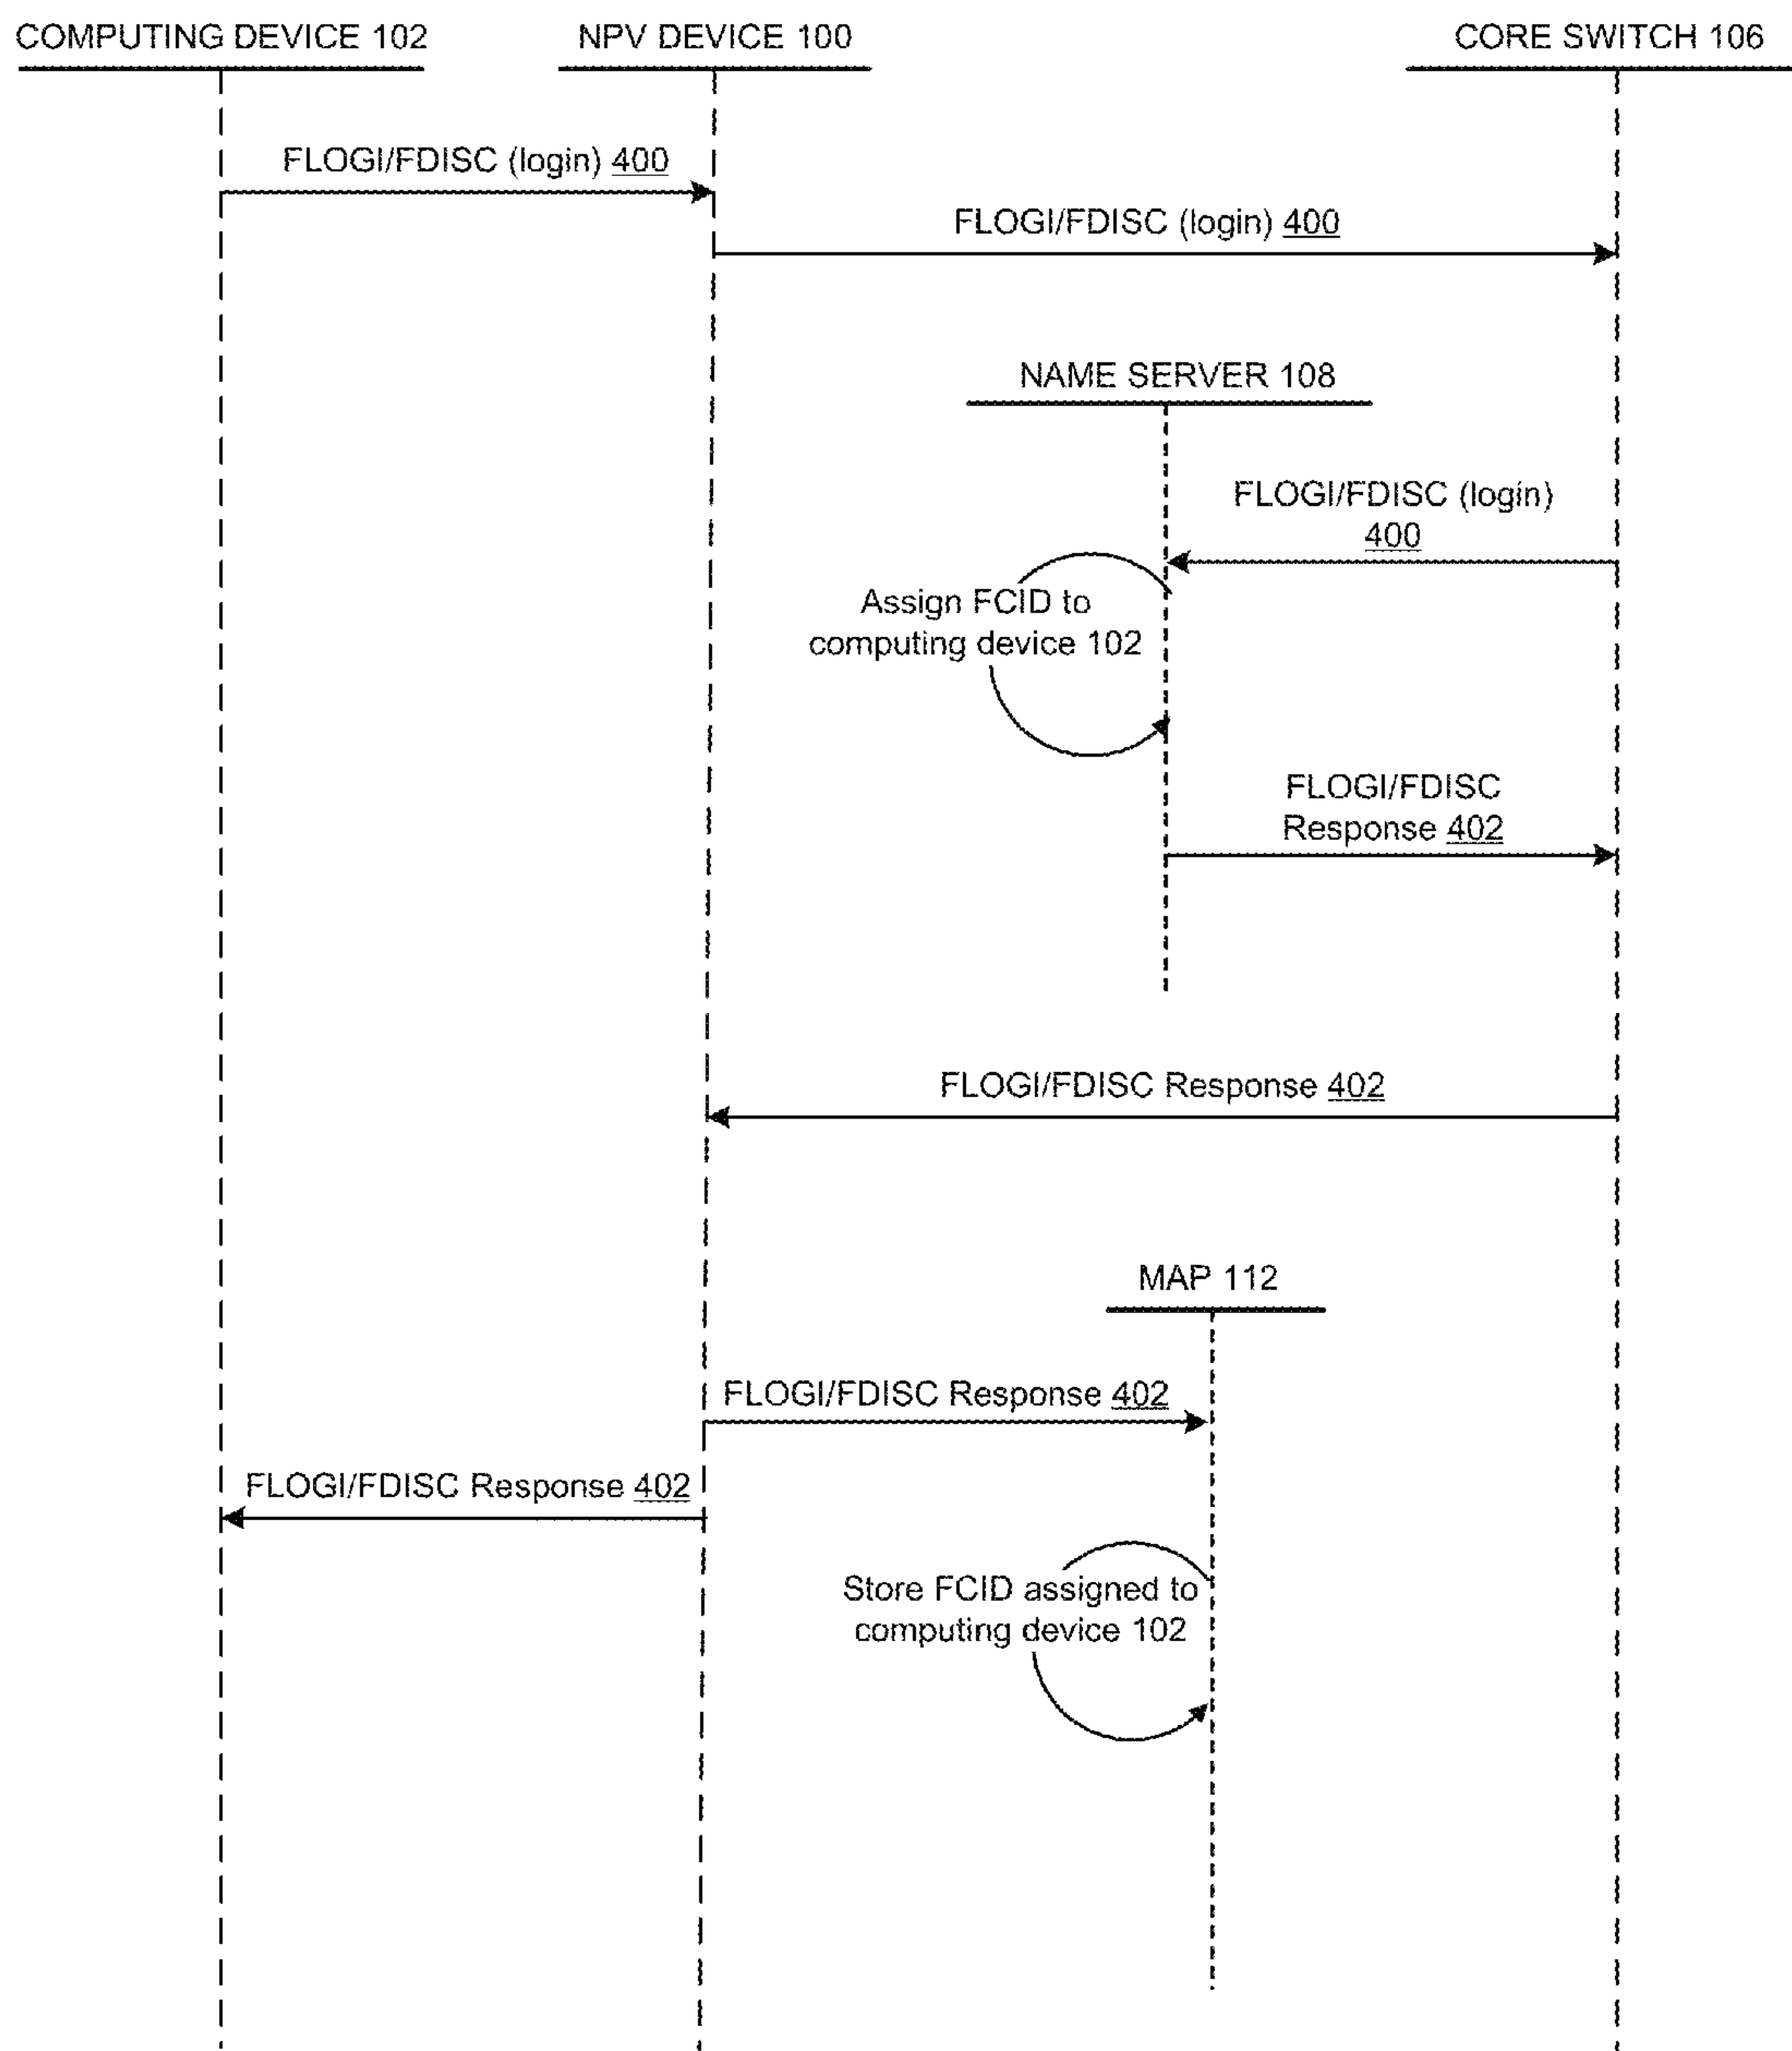 COMPUTING DEVICE 102
NPV DEVICE 100
CORE SWITCH 106
FLOGI/FDISC (login) 400
FLOGI/FDISC (login) 400
NAME SERVER 108
FLOGI/FDISC (login)
400
Assign FCID to
computing device 102
FLOGI/FDISC
Response 402
FLOGI/FDISC Response 402
MAP 112
FLOGI/FDISC Response 402
FLOGI/FDISC Response 402
Store FCID assigned to
computing device 102